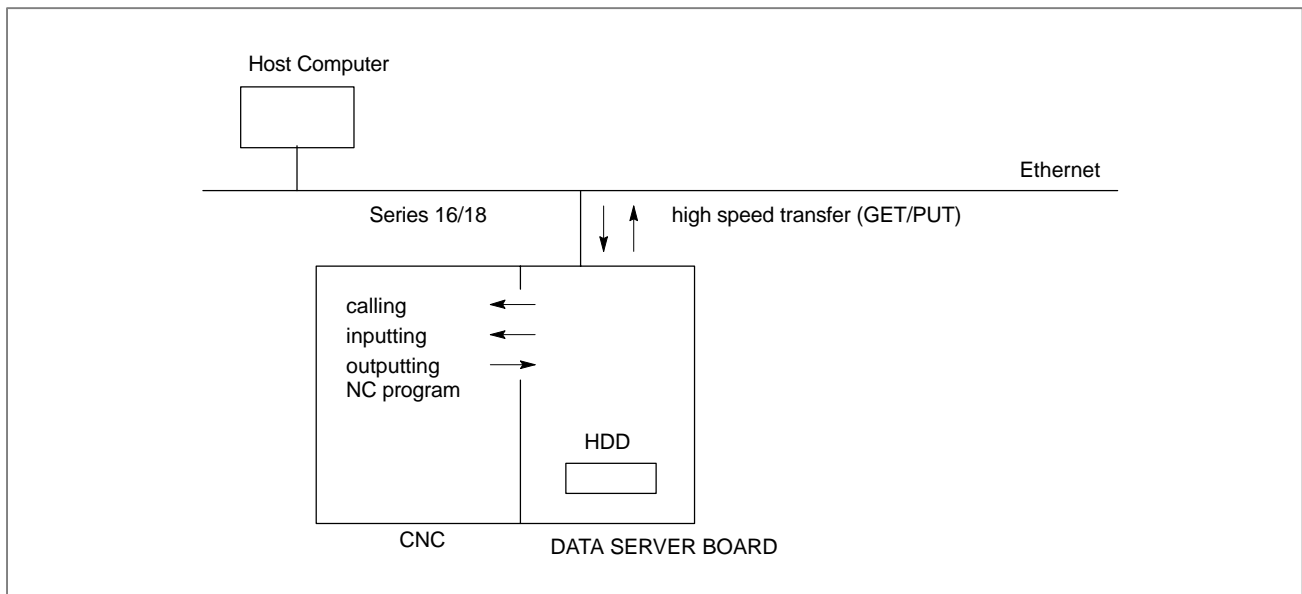 Host Computer
Ethernet
Series 16/18
high speed transfer (GET/PUT)
calling
inputting
outputting
NC program
HDD
CNC
DATA SERVER BOARD